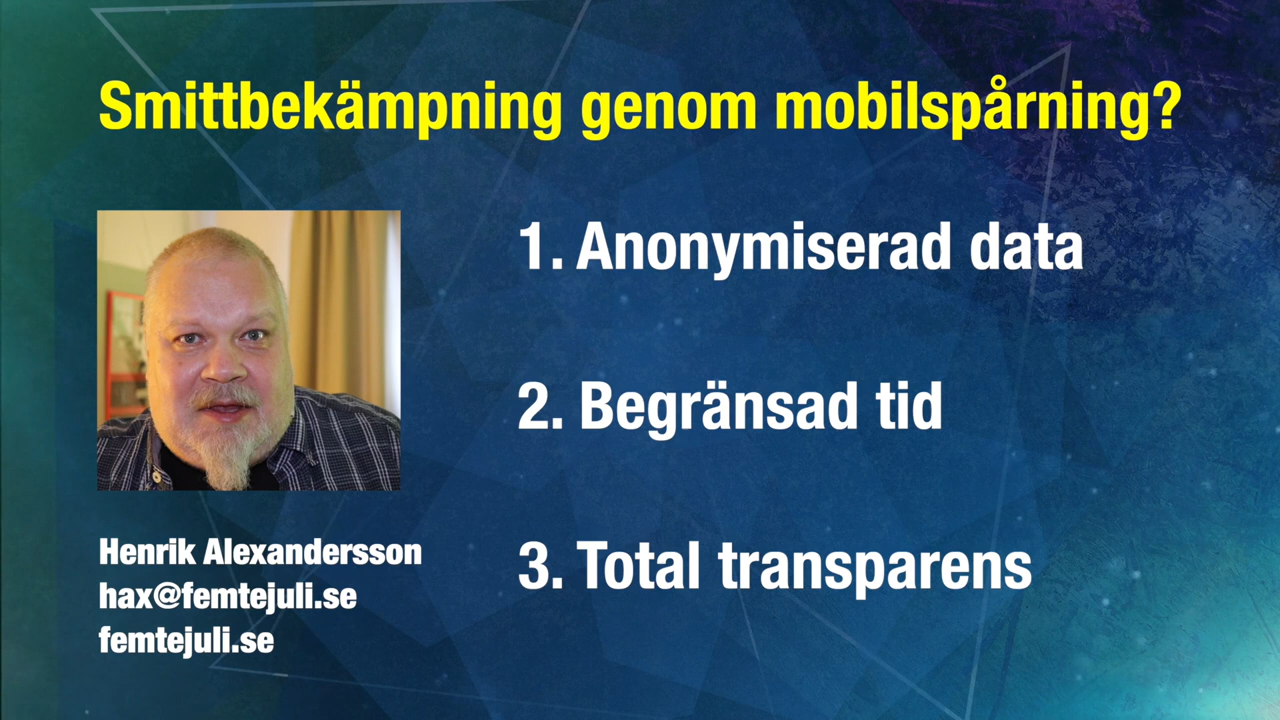 Smittbekämpning genom mobilspårning?
1. Anonymiserad data
2. Begränsad tid
3. Total transparens
Henrik Alexandersson
hax@femtejuli.se
femtejuli.se